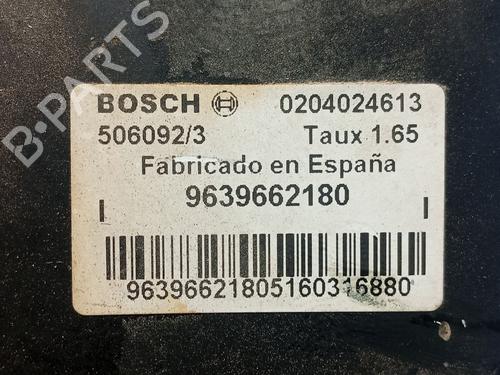 B-PARTS
BOSCH 0204024613
506092/3 Taux 1.65
Fabricado en España
9639662180
96396621805160316880